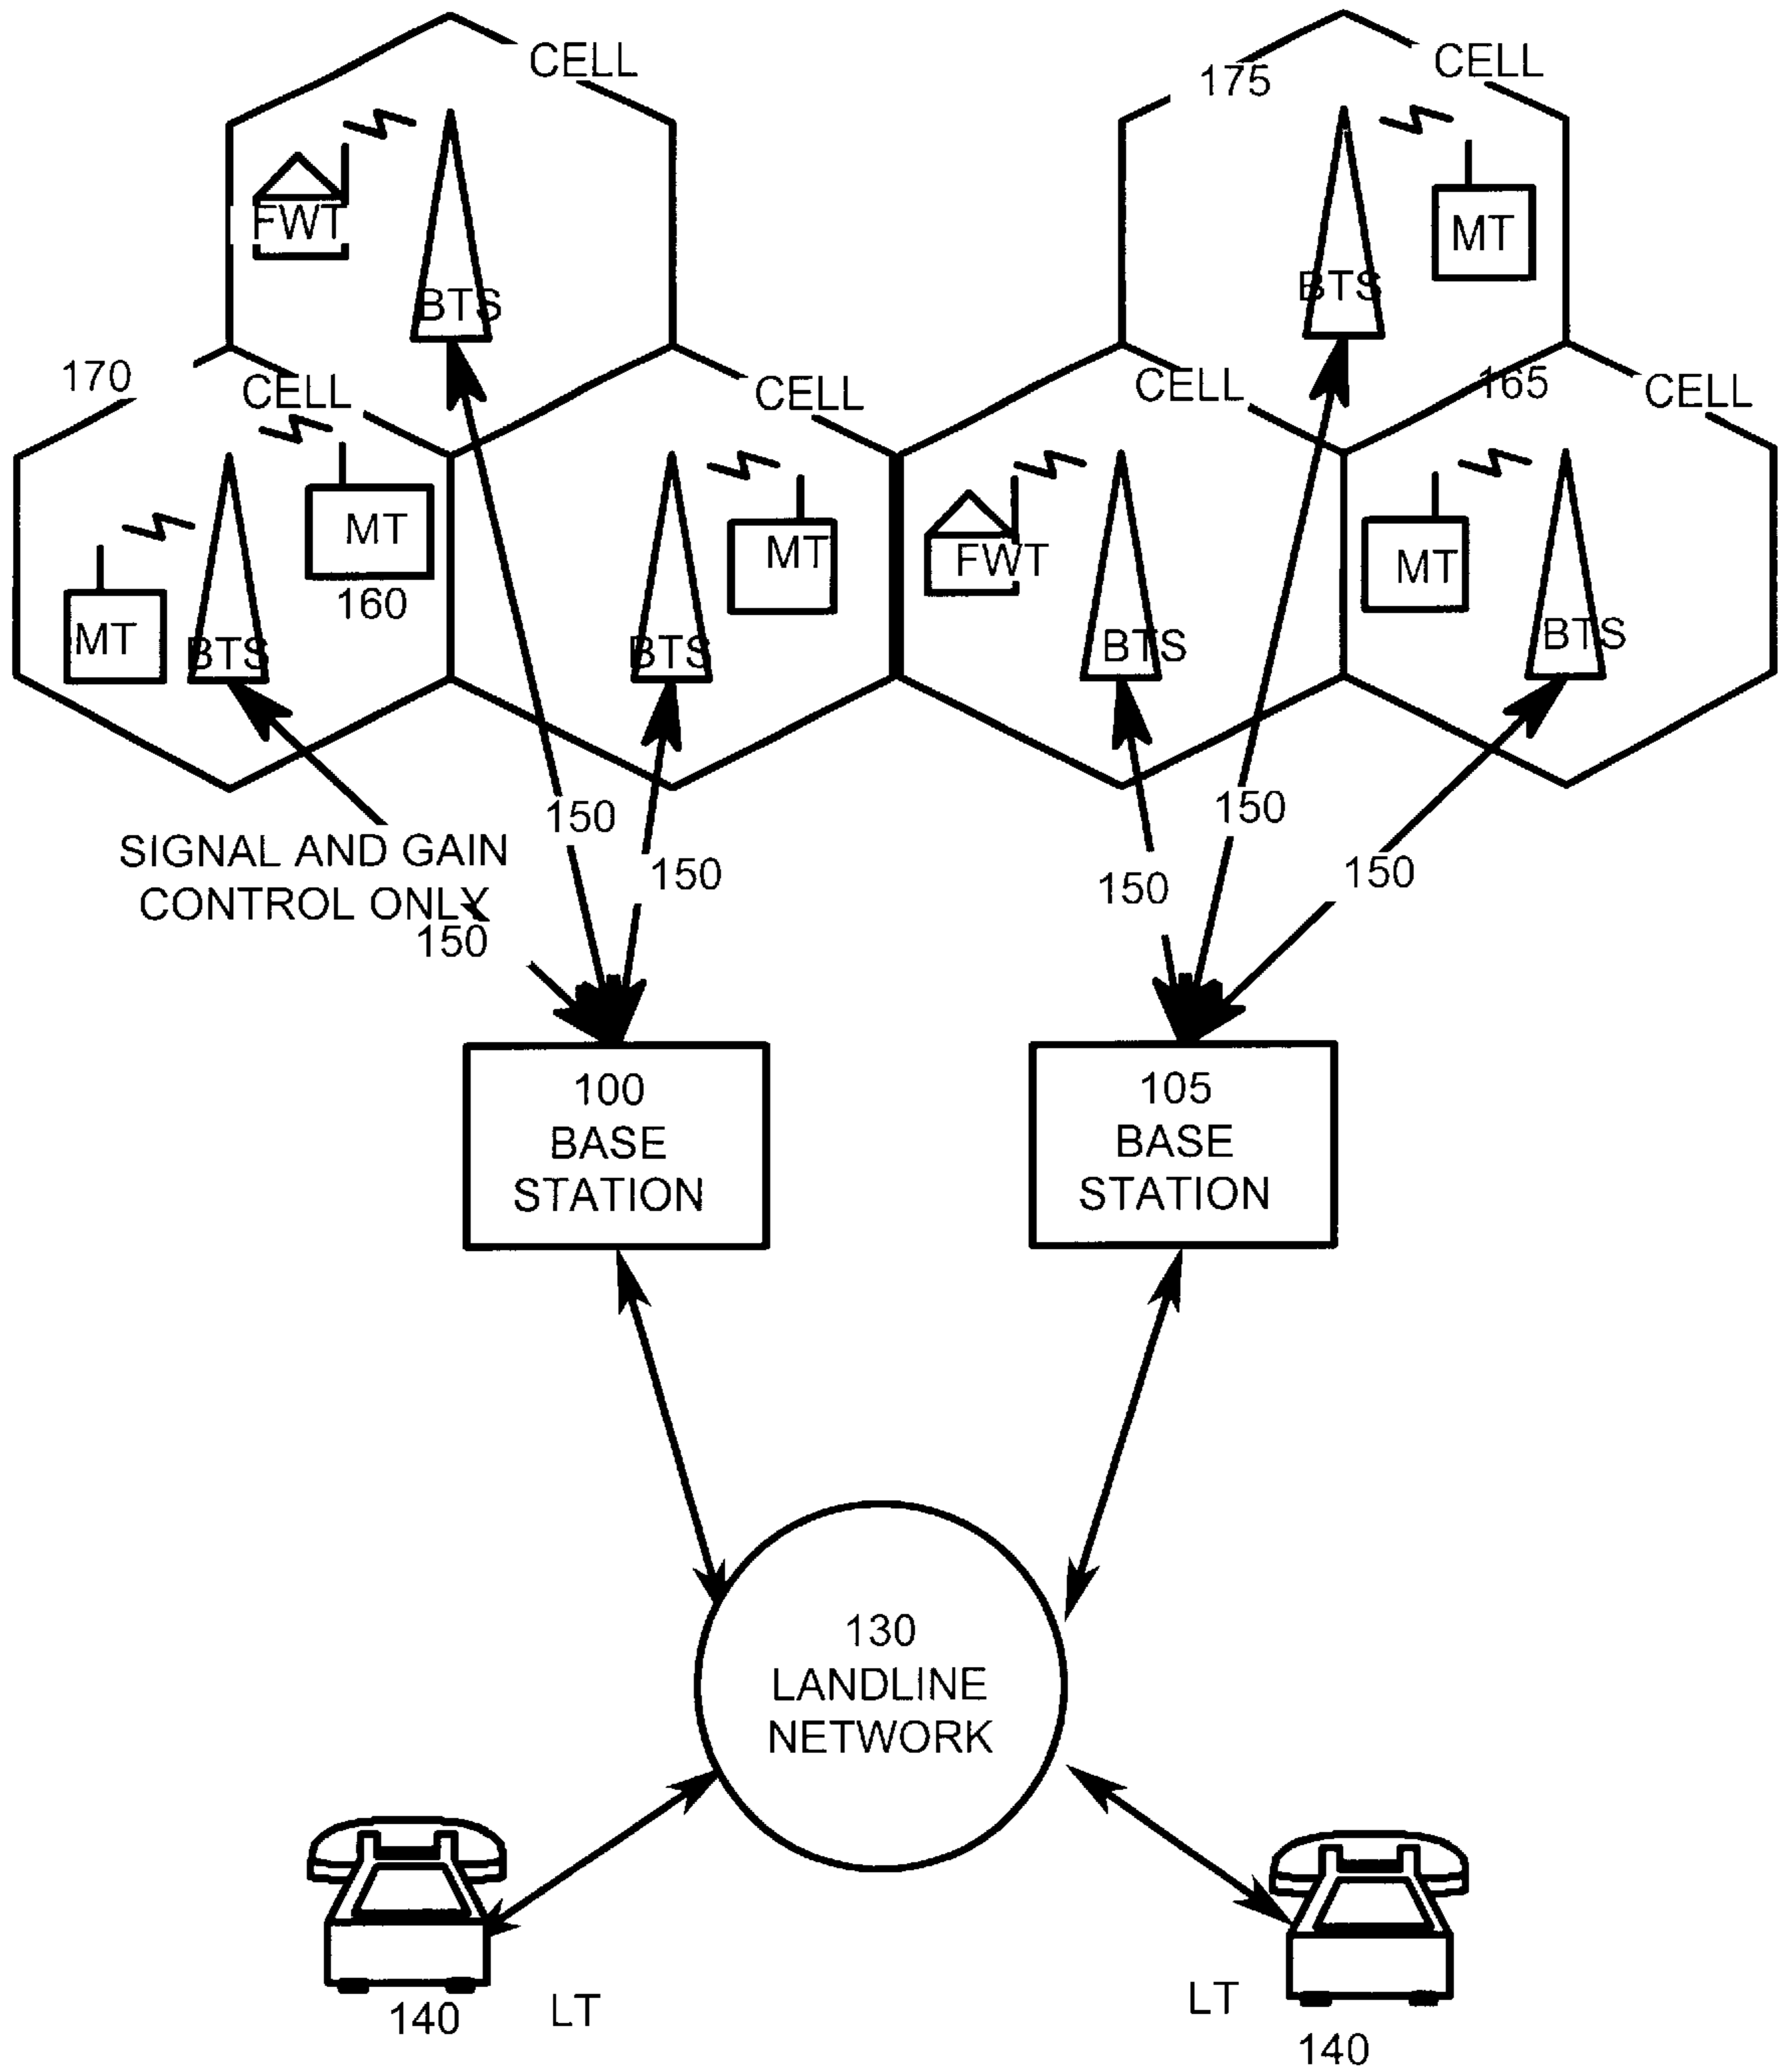 CELL
175
CELL
FWT
BTS
MT
BTS
170
CELL
CELL
CELL
165
CELL
MT
160
MT
BTS
MT
BTS
FWT
BTS
MT
BTS
150
150
SIGNAL AND GAIN
CONTROL ONLY
150
150
150
150
100
BASE
STATION
105
BASE
STATION
130
LANDLINE
NETWORK
140
LT
LT
140